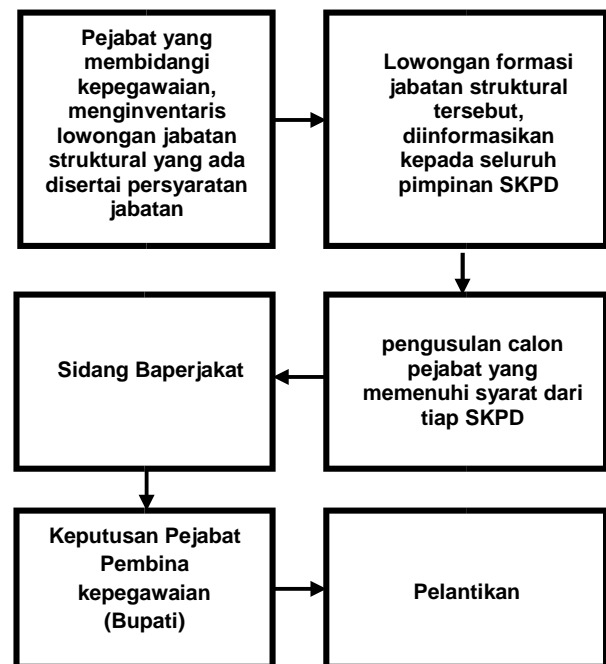 Pejabat yang
membidangi
kepegawaian,
menginventaris
lowongan jabatan
struktural yang ada
disertai persyaratan
jabatan
Lowongan formasi
jabatan struktural
tersebut,
diinformasikan
kepada seluruh
pimpinan SKPD
pengusulan calon
pejabat yang
memenuhi syarat dari
tiap SKPD
Sidang Baperjakat
Keputusan Pejabat
Pembina
kepegawaian
(Bupati)
Pelantikan